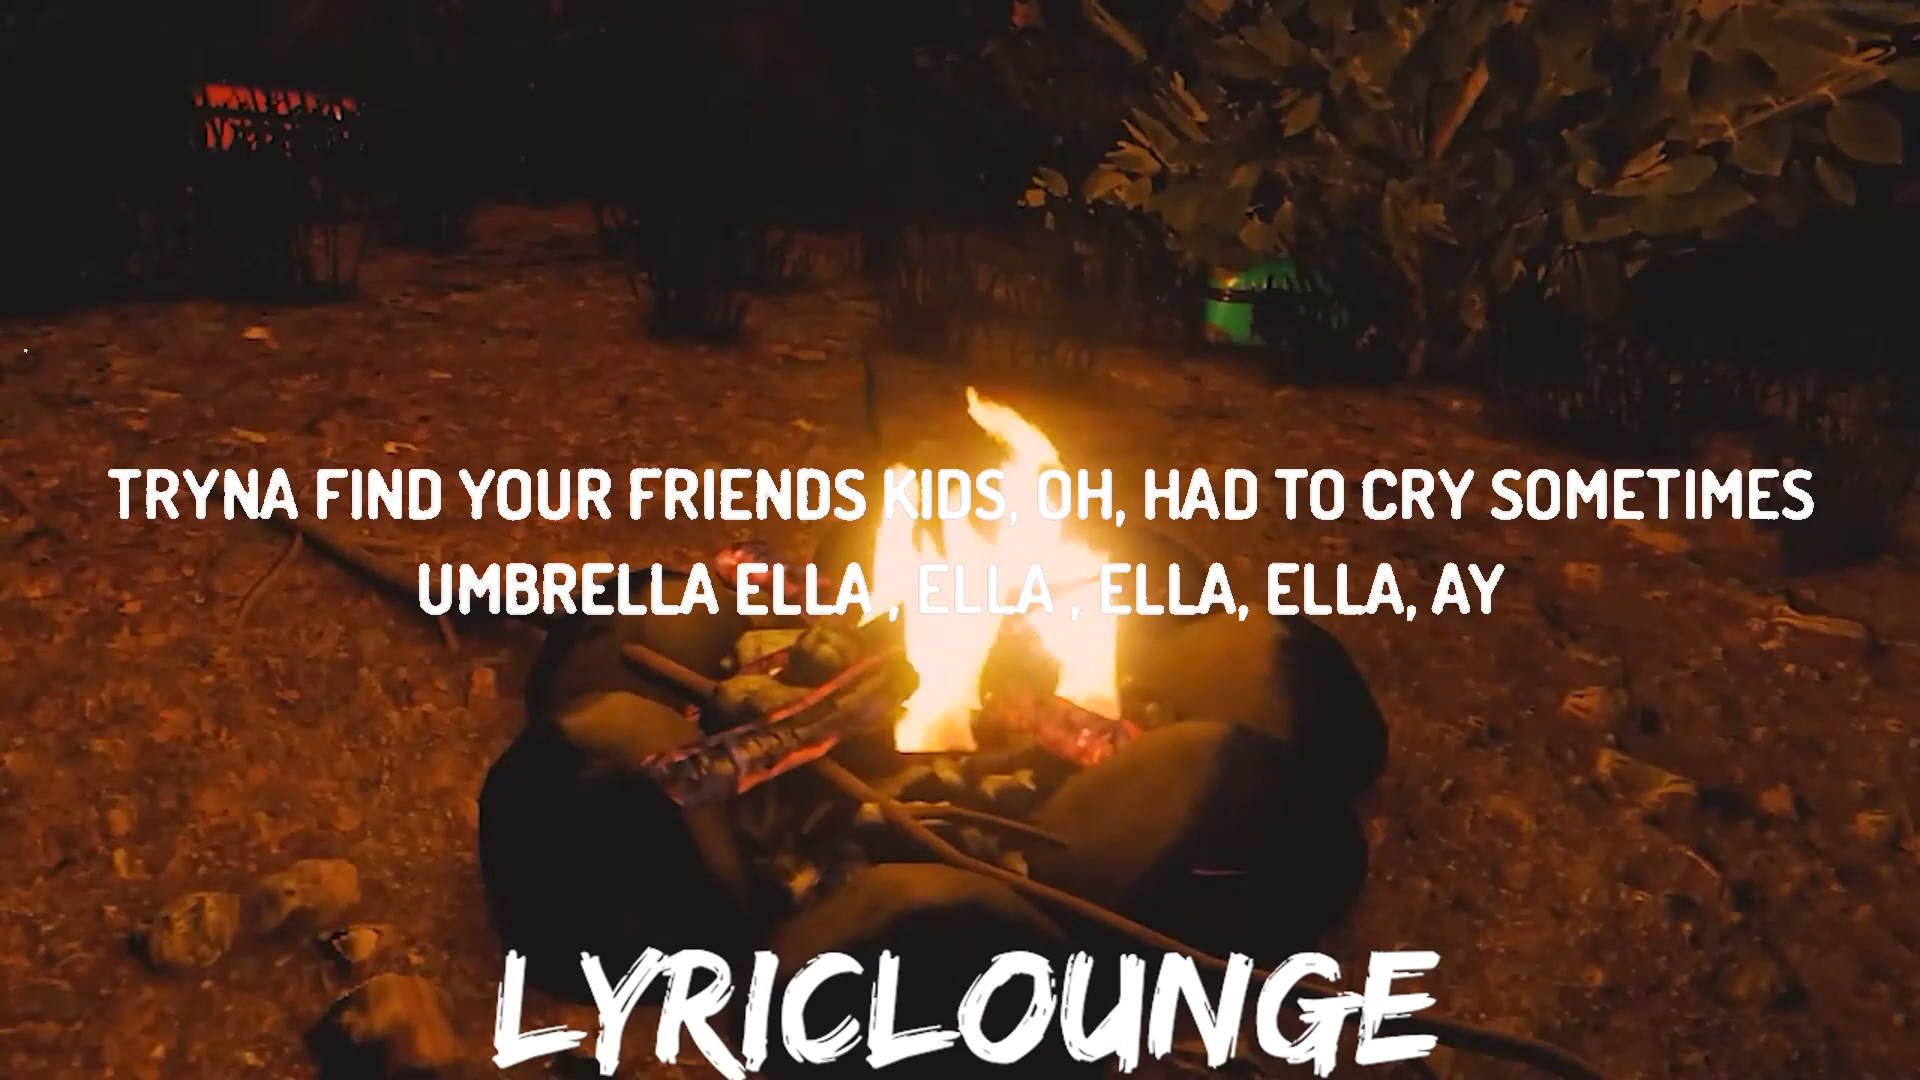 TRYNA FIND YOUR FRIENDS KIDS, OH, HAD TO CRY SOMETIMES
UMBRELLA ELLA , ELLA , ELLA, ELLA, AY
LYRICLOUNGE